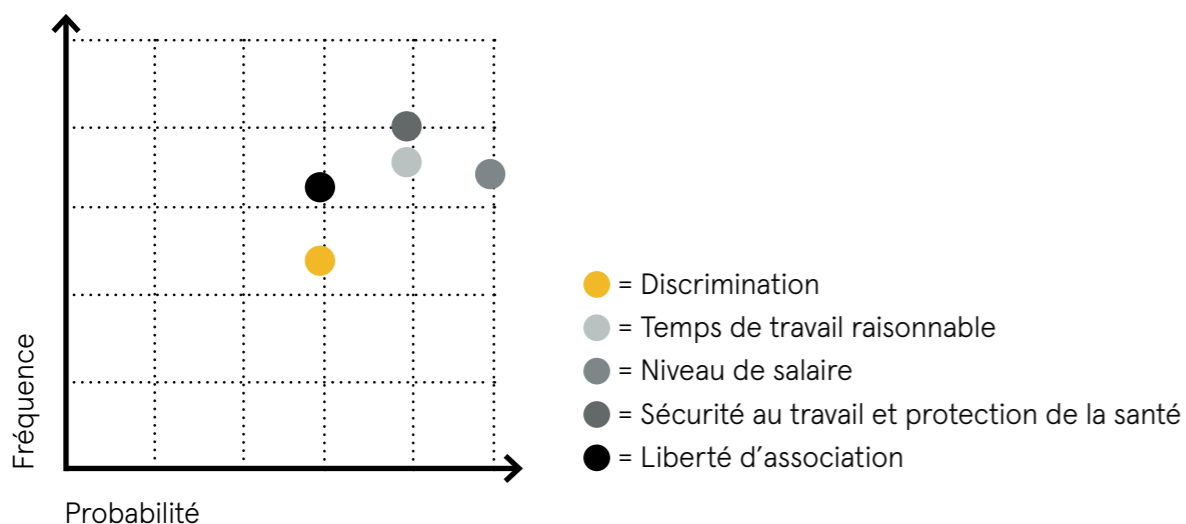 Fréquence
Probabilité
= Discrimination
= Temps de travail raisonnable
= Niveau de salaire
= Sécurité au travail et protection de la santé
= Liberté d’association